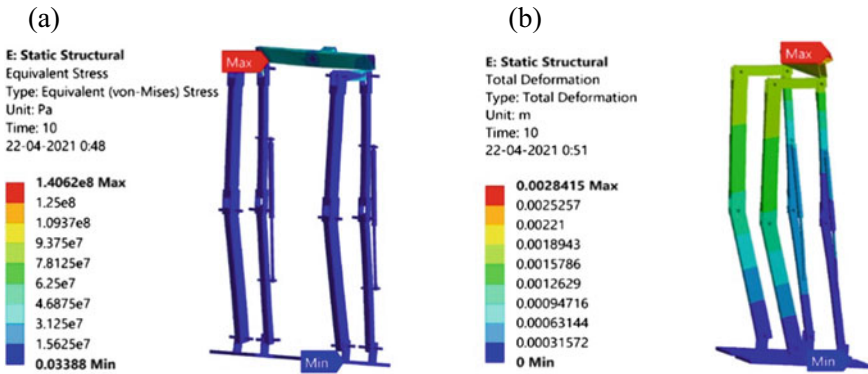 (a)
E: Static Structural
Equivalent Stress
Type: Equivalent (von-Mises) Stress
Unit: Pa
Time: 10
22-04-2021 0:48
1.4062e8 Max
1.25e8
1.0937e8
9.375e7
7.8125e7
6.25e7
4.6875e7
3.125e7
1.5625e7
0.03388 Min
Max
Min
(b)
E: Static Structural
Total Deformation
Type: Total Deformation
Unit: m
Time: 10
22-04-2021 0:51
0.0028415 Max
0.0025257
0.00221
0.0018943
0.0015786
0.0012629
0.00094716
0.00063144
0.00031572
0 Min
Max
Min